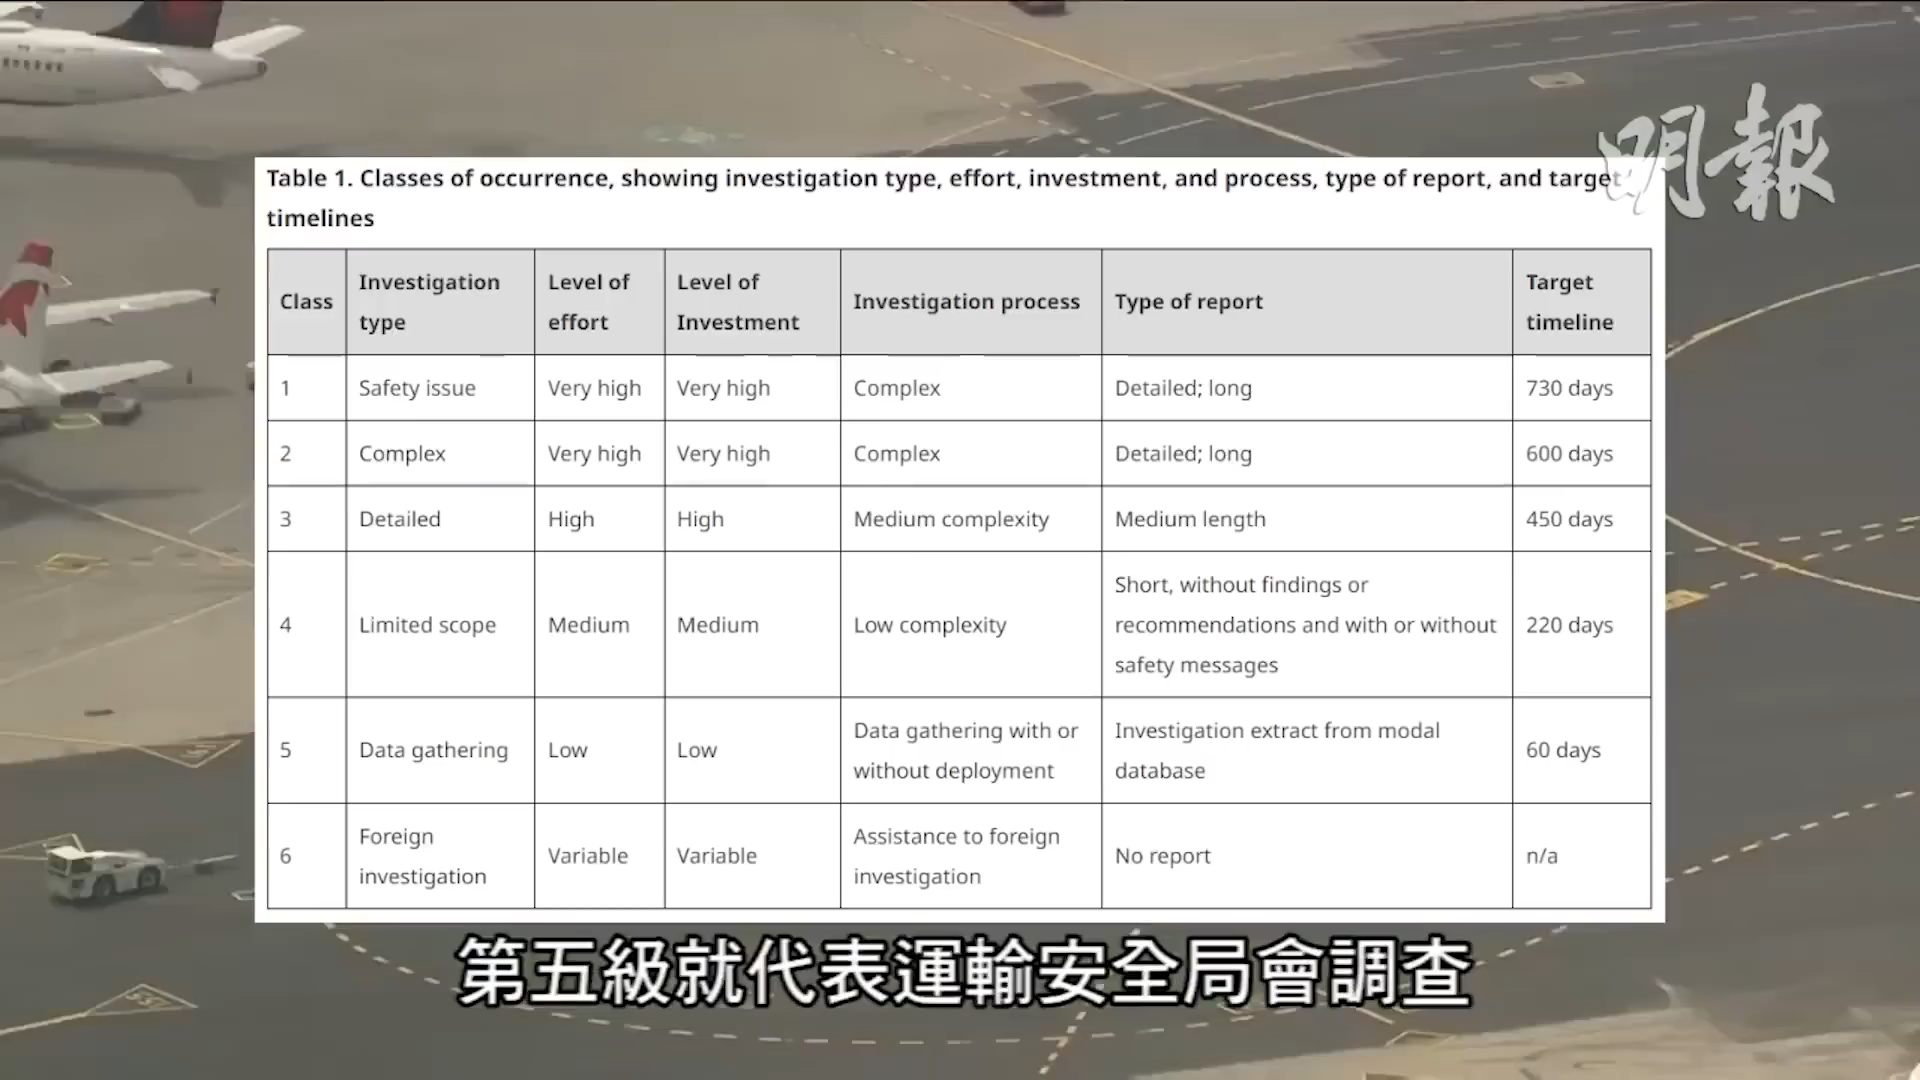 明報
Table 1. Classes of occurrence, showing investigation type, effort, investment, and process, type of report, and target
timelines
Class
Investigation
type
Level of
effort
Level of
Investment
Investigation process
Type of report
Target
timeline
1
Safety issue
Very high
Very high
Complex
Detailed; long
730 days
2
Complex
Very high
Very high
Complex
Detailed; long
600 days
3
Detailed
High
High
Medium complexity
Medium length
450 days
4
Limited scope
Medium
Medium
Low complexity
Short, without findings or
recommendations and with or without
safety messages
220 days
5
Data gathering
Low
Low
Data gathering with or
without deployment
Investigation extract from modal
database
60 days
6
Foreign
investigation
Variable
Variable
Assistance to foreign
investigation
No report
n/a
第五級就代表運輸安全局會調查